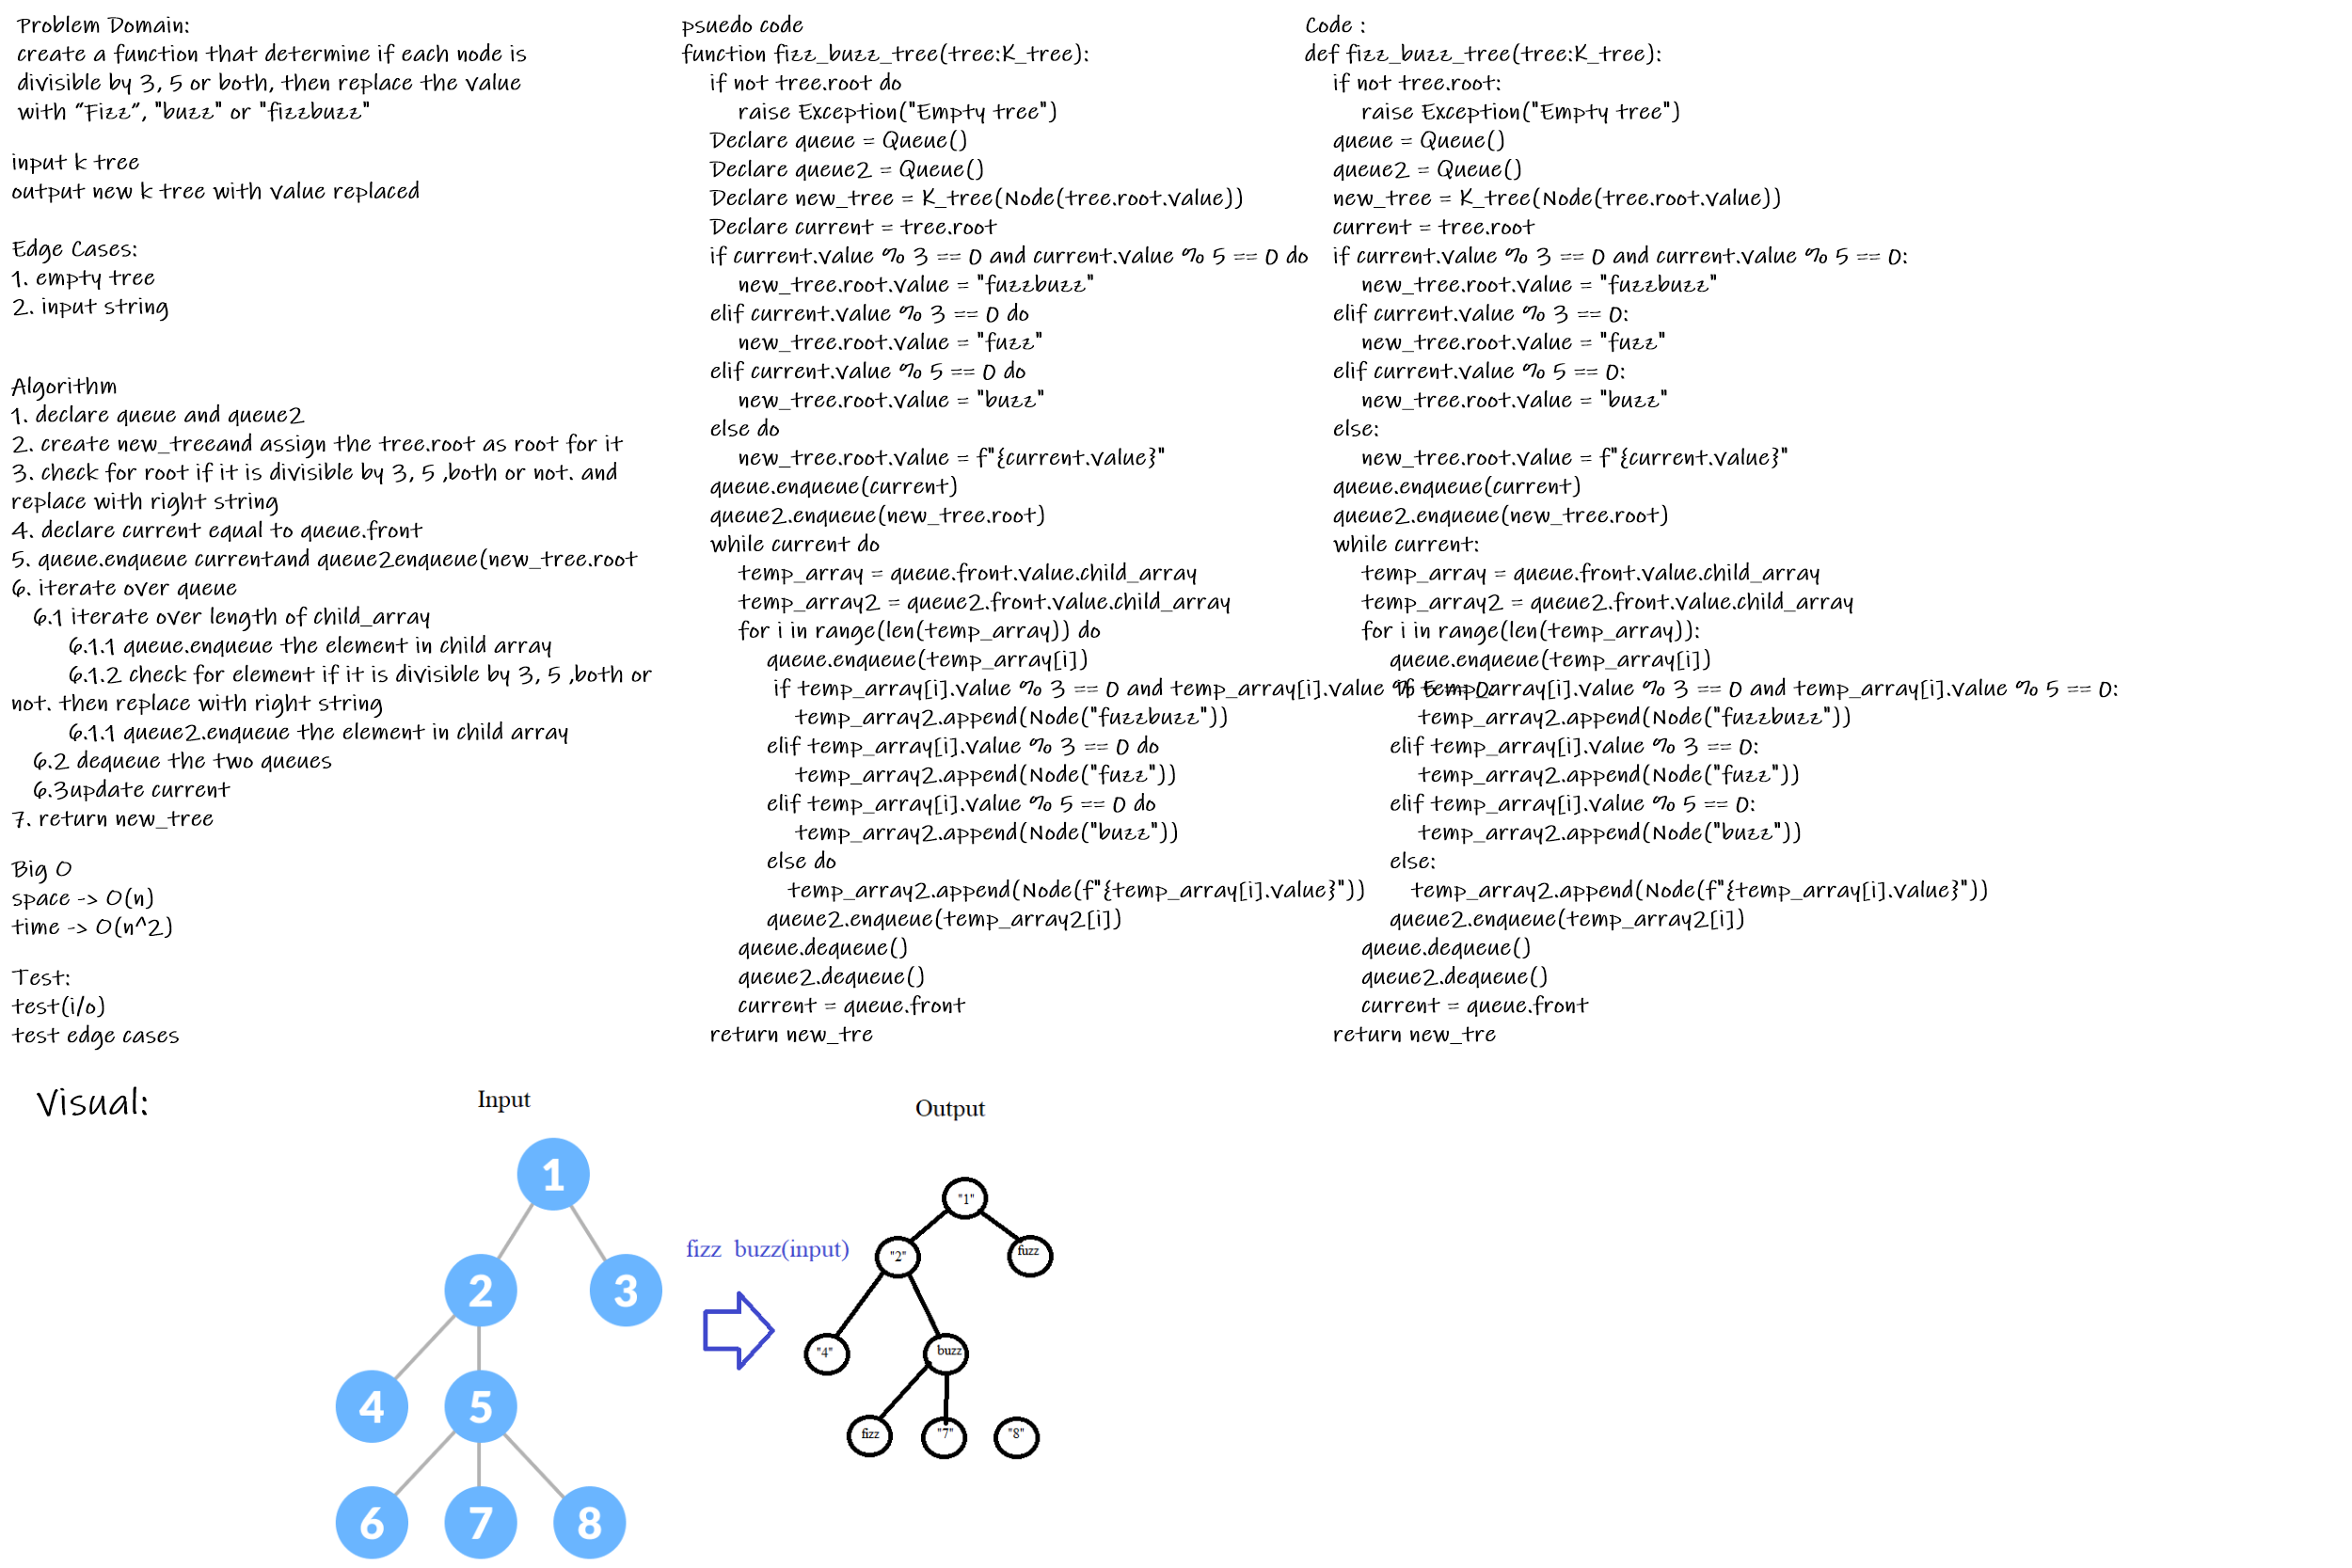 Problem Domain:
create a function that determine if each node is
divisible by 3, 5 or both, then replace the value
with "Fizz", "buzz" or "fizzbuzz"
input k tree
output new k tree with value replaced
Edge Cases:
1. empty tree
2. input string
Algorithm
1. declare queue and queue2
2. create new_treeand assign the tree.root as root for it
3. check for root if it is divisible by 3, 5 ,both or not. and
replace with right string
4. declare current equal to queue.front
5. queue.enqueue currentand queue2enqueue(new_tree.root
6. iterate over queue
6.1 iterate over length of child_array
6.1.1 queue.enqueue the element in child array
6.1.2 check for element if it is divisible by 3, 5 ,both or
not. then replace with right string
6.1.1 queue2.enqueue the element in child array
6.2 dequeue the two queues
6.3update current
7. return new_tree
Big O
space -> O(n)
time -> O(n^2)
Test:
test(i/o)
test edge cases
psuedo code
function fizz_buzz_tree(tree:K_tree):
if not tree.root do
raise Exception("Empty tree")
Declare queue = Queue()
Declare queue2 = Queue()
Declare new_tree = K_tree(Node(tree.root.value))
Declare current = tree.root
if current.value % 3 == 0 and current.value % 5 == 0 do
new_tree.root.value = "fuzzbuzz"
elif current.value % 3 == 0 do
new_tree.root.value = "fuzz"
elif current.value % 5 == 0 do
new_tree.root.value = "buzz"
else do
new_tree.root.value = f"{current.value}"
queue.enqueue(current)
queue2.enqueue(new_tree.root)
while current do
temp_array = queue.front.value.child_array
temp_array2 = queue2.front.value.child_array
for i in range(len(temp_array)) do
queue.enqueue(temp_array[i])
if temp_array[i].value % 3 == 0 and temp_array[i].value % 5 == 0:
temp_array2.append(Node("fuzzbuzz"))
elif temp_array[i].value % 3 == 0 do
temp_array2.append(Node("fuzz"))
elif temp_array[i].value % 5 == 0 do
temp_array2.append(Node("buzz"))
else do
temp_array2.append(Node(f"{temp_array[i].value}"))
queue2.enqueue(temp_array2[i])
queue.dequeue()
queue2.dequeue()
current = queue.front
return new_tre
Code :
def fizz_buzz_tree(tree:K_tree):
if not tree.root:
raise Exception("Empty tree")
queue = Queue()
queue2 = Queue()
new_tree = K_tree(Node(tree.root.value))
current = tree.root
if current.value % 3 == 0 and current.value % 5 == 0:
new_tree.root.value = "fuzzbuzz"
elif current.value % 3 == 0:
new_tree.root.value = "fuzz"
elif current.value % 5 == 0:
new_tree.root.value = "buzz"
else:
new_tree.root.value = f"{current.value}"
queue.enqueue(current)
queue2.enqueue(new_tree.root)
while current:
temp_array = queue.front.value.child_array
temp_array2 = queue2.front.value.child_array
for i in range(len(temp_array)):
queue.enqueue(temp_array[i])
if temp_array[i].value % 3 == 0 and temp_array[i].value % 5 == 0:
temp_array2.append(Node("fuzzbuzz"))
elif temp_array[i].value % 3 == 0:
temp_array2.append(Node("fuzz"))
elif temp_array[i].value % 5 == 0:
temp_array2.append(Node("buzz"))
else:
temp_array2.append(Node(f"{temp_array[i].value}"))
queue2.enqueue(temp_array2[i])
queue.dequeue()
queue2.dequeue()
current = queue.front
return new_tre
Visual:
Input
1
2
3
4
5
6
7
8
fizz buzz(input)
Output
"1"
"2"
fuzz
"4"
buzz
fizz
"7"
"8"